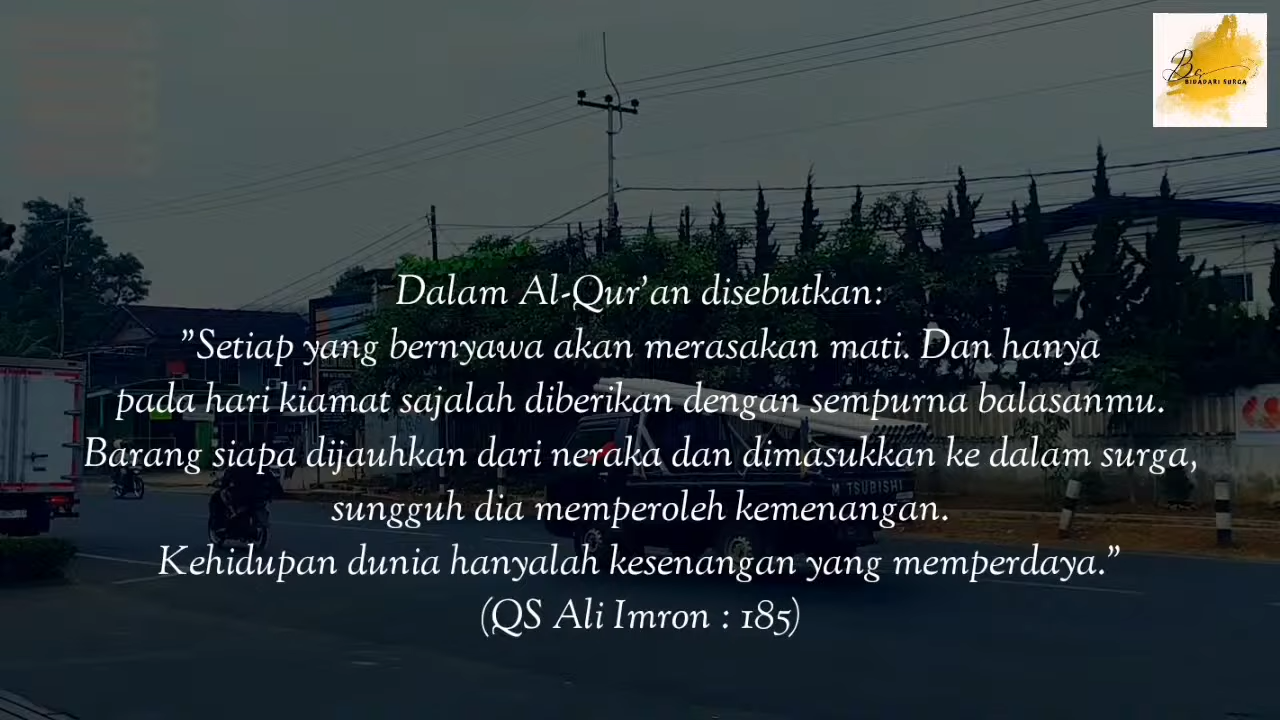 Bs
BIDADARI SURGA
Dalam Al-Qur'an disebutkan:
"Setiap yang bernyawa akan merasakan mati. Dan hanya
pada hari kiamat sajalah diberikan dengan sempurna balasanmu.
Barang siapa dijauhkan dari neraka dan dimasukkan ke dalam surga,
sungguh dia memperoleh kemenangan.
Kehidupan dunia hanyalah kesenangan yang memperdaya."
(QS Ali Imron : 185)
M TSUBISHI